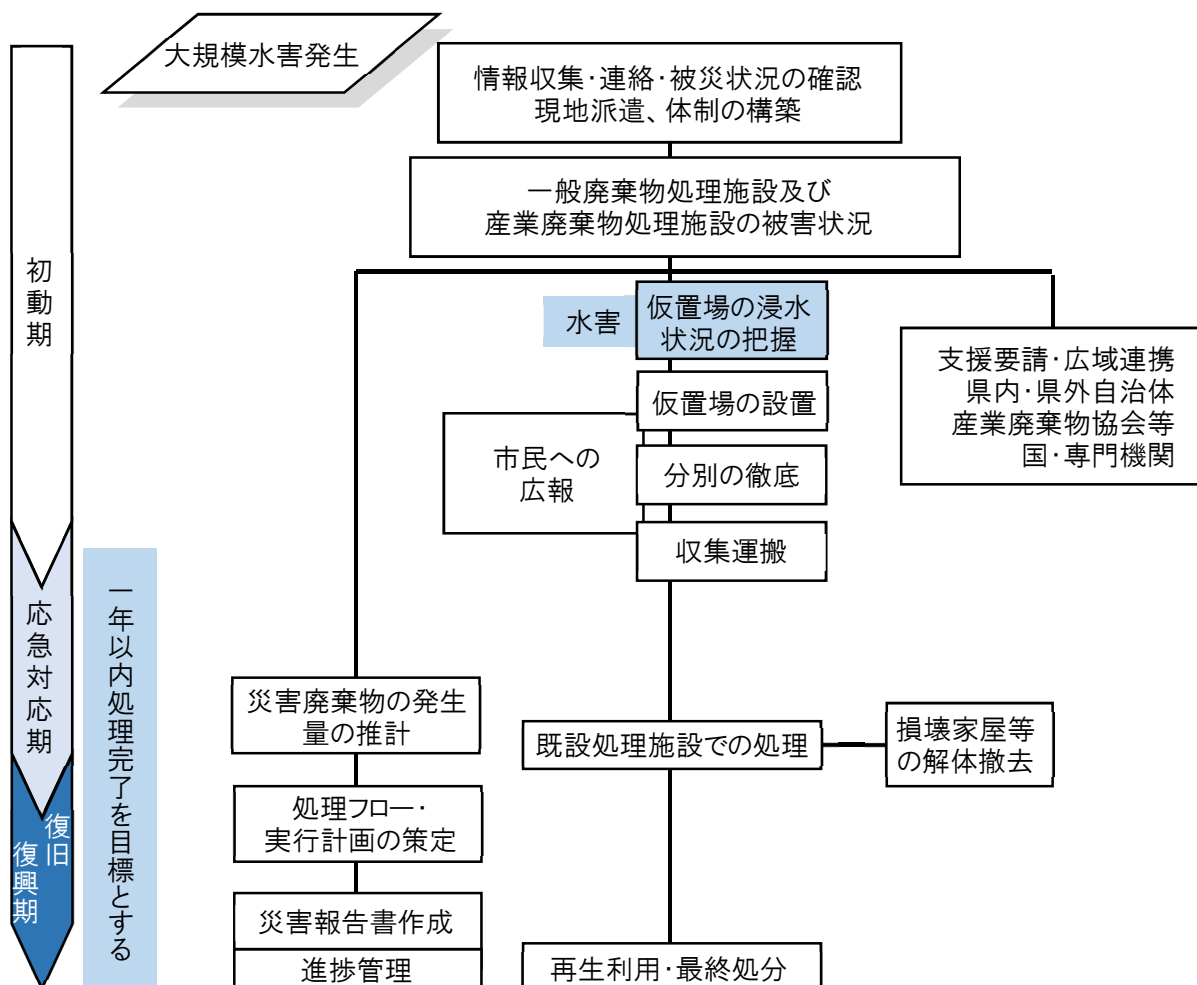 大規模水害発生
情報収集・連絡・被災状況の確認
現地派遣、体制の構築
一般廃棄物処理施設及び
産業廃棄物処理施設の被害状況
初動期
水害
仮置場の浸水
状況の把握
支援要請・広域連携
県内・県外自治体
産業廃棄物協会等
国・専門機関
仮置場の設置
市民への
広報
分別の徹底
収集運搬
応急対応期
一年以内処理完了を目標とする
災害廃棄物の発生
量の推計
既設処理施設での処理
損壊家屋等
の解体撤去
処理フロー・
実行計画の策定
復旧
復興期
災害報告書作成
進捗管理
再生利用・最終処分